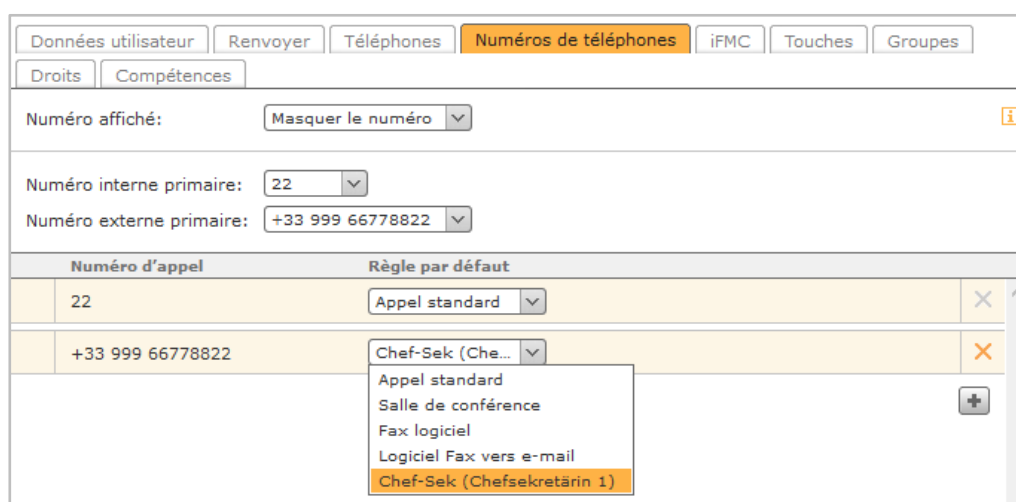 Données utilisateur Renvoyer Téléphones Numéros de téléphones iFMC Touches Groupes
Droits Compétences
Numéro affiché: Masquer le numéro
Numéro interne primaire: 22
Numéro externe primaire: +33 999 66778822
Numéro d'appel Règle par défaut
22 Appel standard
+33 999 66778822 Chef-Sek (Che...
Appel standard
Salle de conférence
Fax logiciel
Logiciel Fax vers e-mail
Chef-Sek (Chefsekretärin 1)